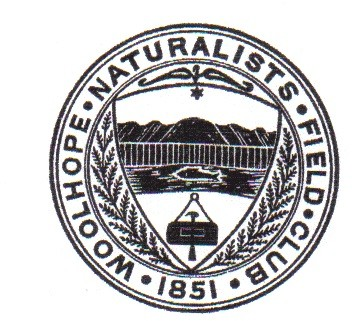 WOOLHOPE • NATURALISTS • FIELD • CLUB •
• 1851 •